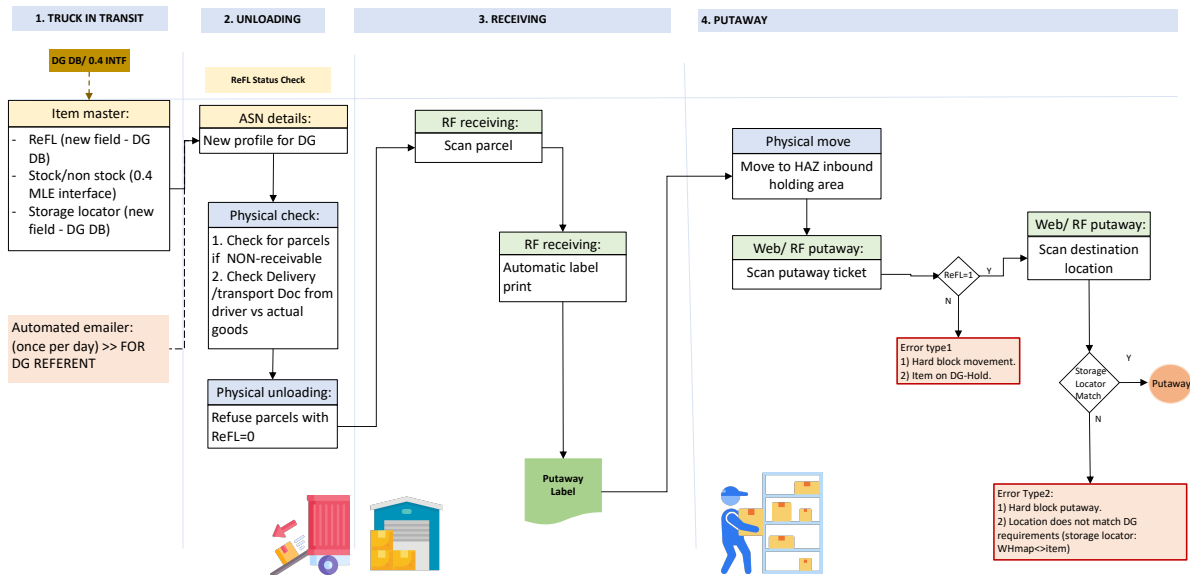 1. TRUCK IN TRANSIT
2. UNLOADING
3. RECEIVING
4. PUTAWAY
DG DB/ 0.4 INTF
ReFL Status Check
Item master:
- ReFL (new field - DG
DB)
- Stock/non stock (0.4
MLE interface)
- Storage locator (new
field - DG DB)
Automated emailer:
(once per day) >> FOR
DG REFERENT
ASN details:
New profile for DG
Physical check:
1. Check for parcels
if NON-receivable
2. Check Delivery
/transport Doc from
driver vs actual
goods
Physical unloading:
Refuse parcels with
ReFL=0
RF receiving:
Scan parcel
RF receiving:
Automatic label
print
Putaway
Label
Physical move
Move to HAZ inbound
holding area
Web/ RF putaway:
Scan putaway ticket
ReFL=1
Y
N
Error type1
1) Hard block movement.
2) Item on DG-Hold.
Web/ RF putaway:
Scan destination
location
Storage
Locator
Match
Y
N
Putaway
Error Type2:
1) Hard block putaway.
2) Location does not match DG
requirements (storage locator:
WHmap<>item)